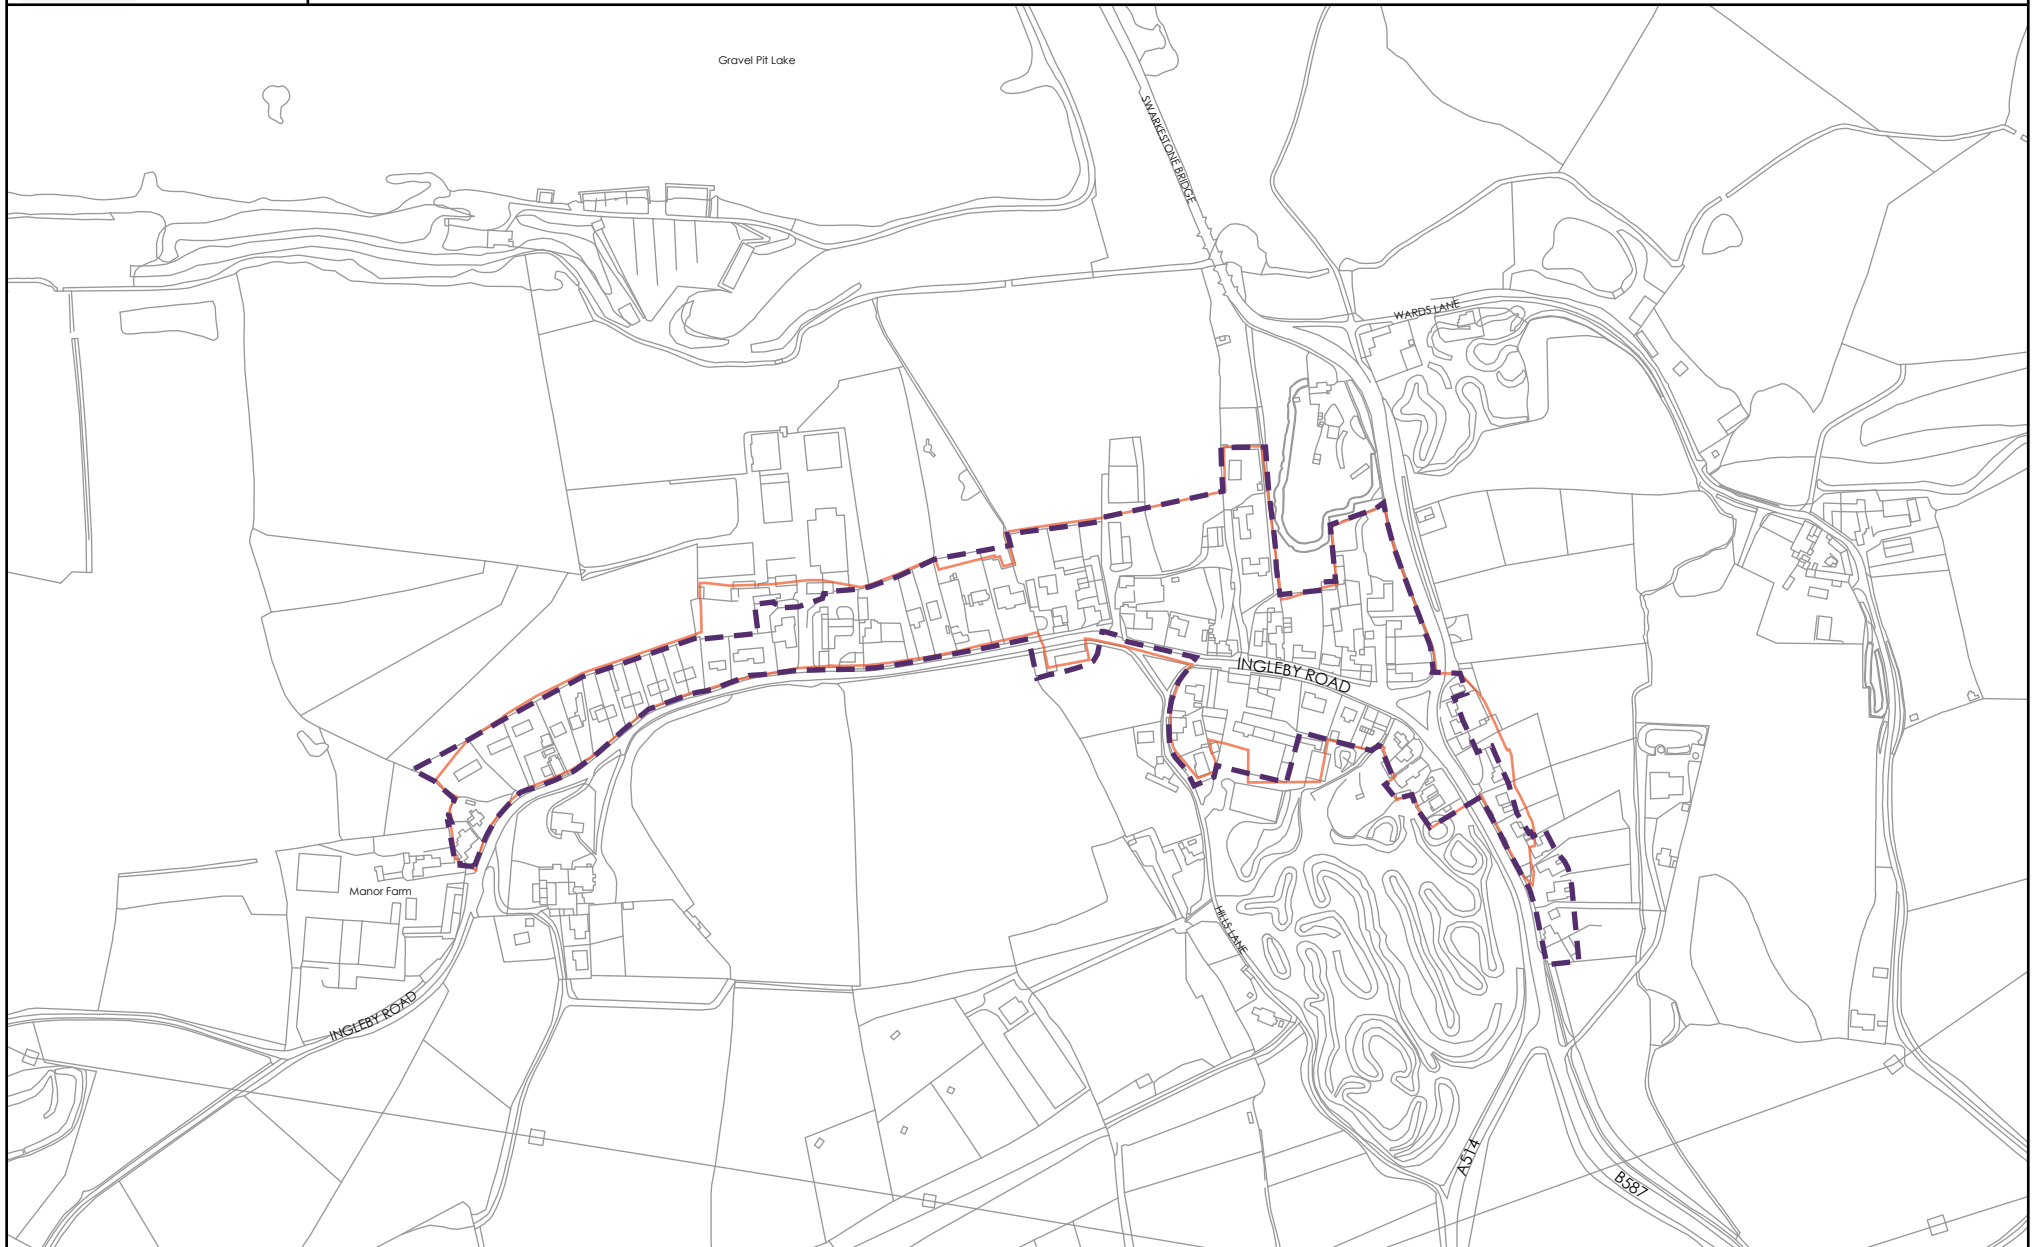 Gravel Pit Lake
SWARKESTONE BRIDGE
WARDS LANE
INGLEBY ROAD
Manor Farm
HILLS LANE
INGLEBY ROAD
A514
B587